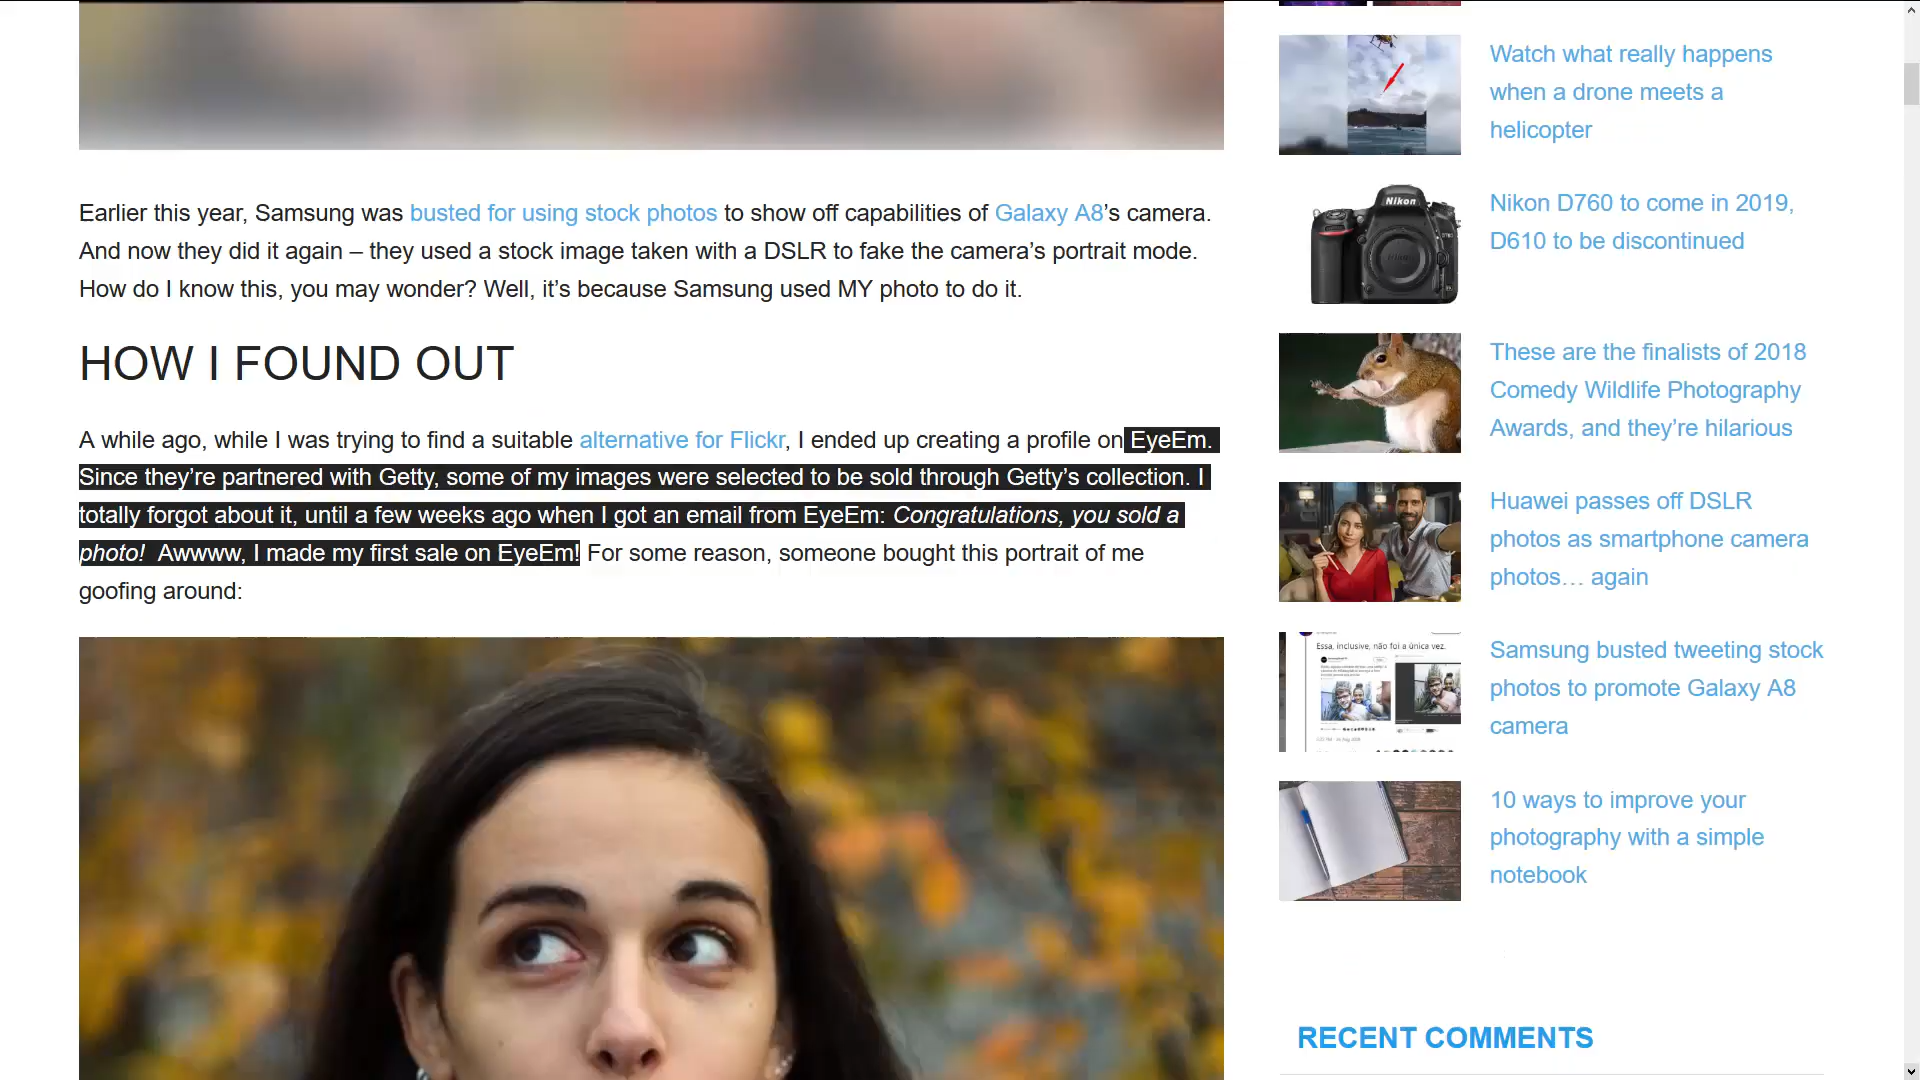 Earlier this year, Samsung was busted for using stock photos to show off capabilities of Galaxy A8’s camera.
And now they did it again – they used a stock image taken with a DSLR to fake the camera’s portrait mode.
How do I know this, you may wonder? Well, it’s because Samsung used MY photo to do it.
HOW I FOUND OUT
A while ago, while I was trying to find a suitable alternative for Flickr, I ended up creating a profile on EyeEm.
Since they’re partnered with Getty, some of my images were selected to be sold through Getty’s collection. I
totally forgot about it, until a few weeks ago when I got an email from EyeEm: Congratulations, you sold a
photo! Awwww, I made my first sale on EyeEm! For some reason, someone bought this portrait of me
goofing around:
Watch what really happens
when a drone meets a
helicopter
Nikon
Nikon D760 to come in 2019,
D610 to be discontinued
These are the finalists of 2018
Comedy Wildlife Photography
Awards, and they’re hilarious
Huawei passes off DSLR
photos as smartphone camera
photos… again
Essa, inclusive, não foi a única vez.
Samsung busted tweeting stock
photos to promote Galaxy A8
camera
10 ways to improve your
photography with a simple
notebook
RECENT COMMENTS